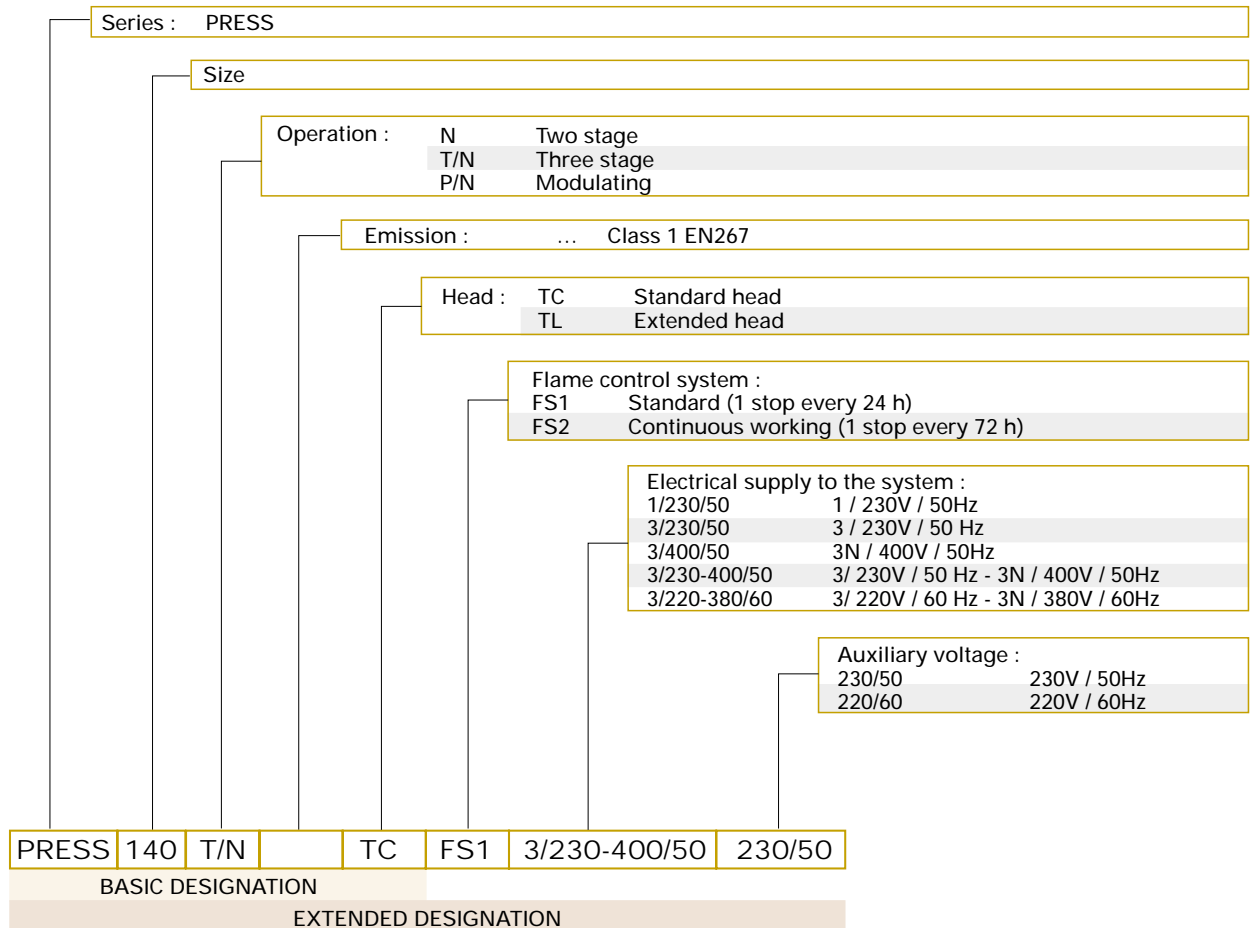 Series : PRESS
Size
Operation : N Two stage
T/N Three stage
P/N Modulating
Emission : ... Class 1 EN267
Head : TC Standard head
TL Extended head
Flame control system :
FS1 Standard (1 stop every 24 h)
FS2 Continuous working (1 stop every 72 h)
Electrical supply to the system :
1/230/50 1 / 230V / 50Hz
3/230/50 3 / 230V / 50 Hz
3/400/50 3N / 400V / 50Hz
3/230-400/50 3/ 230V / 50 Hz - 3N / 400V / 50Hz
3/220-380/60 3/ 220V / 60 Hz - 3N / 380V / 60Hz
Auxiliary voltage :
230/50 230V / 50Hz
220/60 220V / 60Hz
PRESS 140 T/N TC FS1 3/230-400/50 230/50
BASIC DESIGNATION
EXTENDED DESIGNATION